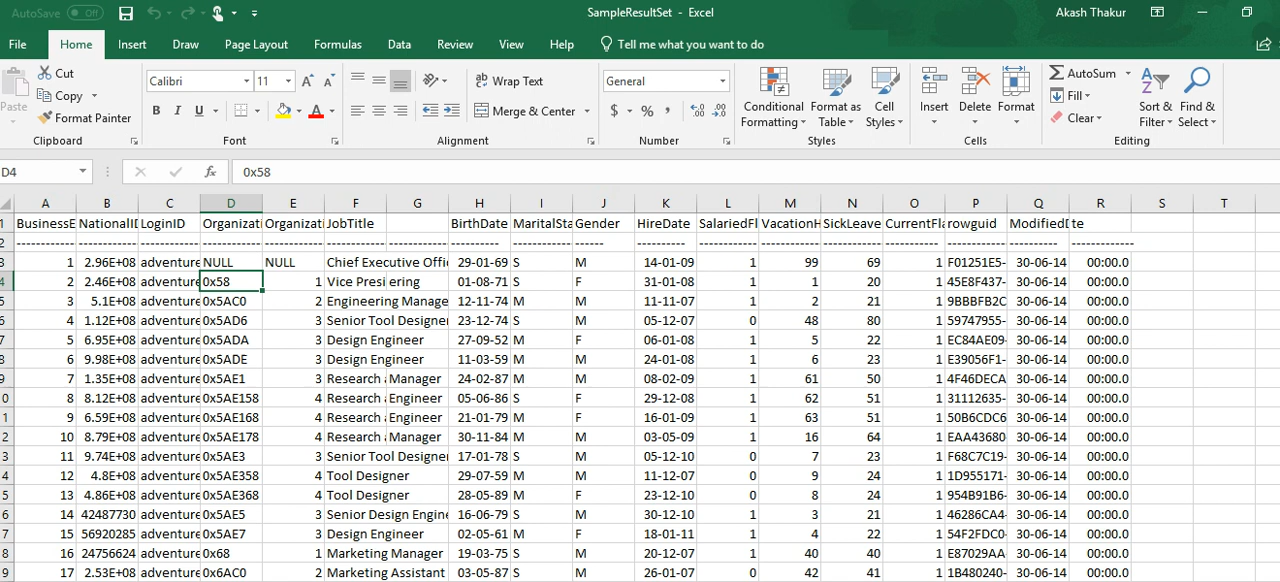 AutoSave Off SampleResultSet - Excel Akash Thakur
File Home Insert Draw Page Layout Formulas Data Review View Help Tell me what you want to do
Cut Calibri 11 Wrap Text General AutoSum
Paste Copy Conditional Format as Cell Insert Delete Format Fill Sort & Find &
Format Painter B I U A Merge & Center $ % Formatting Table Styles Clear Filter Select
Clipboard Font Alignment Number Styles Cells Editing
D4 fx 0x58
A B C D E F G H I J K L M N O P Q R S T
1 BusinessE NationalID LoginID Organizati Organizati JobTitle BirthDate MaritalSta Gender HireDate SalariedFl VacationH SickLeave CurrentFla rowguid ModifiedD te
2 ----------- --------------- ------ ----------- ---------- -------------
3 1 2.96E+08 adventure NULL NULL Chief Executive Offi 29-01-69 S M 14-01-09 1 99 69 1 F01251E5- 30-06-14 00:00.0
4 2 2.46E+08 adventure 0x58 1 Vice Presi ering 01-08-71 S F 31-01-08 1 1 20 1 45E8F437- 30-06-14 00:00.0
5 3 5.1E+08 adventure 0x5AC0 2 Engineering Manage 12-11-74 M M 11-11-07 1 2 21 1 9BBBFB2C 30-06-14 00:00.0
6 4 1.12E+08 adventure 0x5AD6 3 Senior Tool Designer 23-12-74 S M 05-12-07 0 48 80 1 59747955- 30-06-14 00:00.0
7 5 6.95E+08 adventure 0x5ADA 3 Design Engineer 27-09-52 M F 06-01-08 1 5 22 1 EC84AE09- 30-06-14 00:00.0
8 6 9.98E+08 adventure 0x5ADE 3 Design Engineer 11-03-59 M M 24-01-08 1 6 23 1 E39056F1- 30-06-14 00:00.0
9 7 1.35E+08 adventure 0x5AE1 3 Research a Manager 24-02-87 M M 08-02-09 1 61 50 1 4F46DECA 30-06-14 00:00.0
0 8 8.12E+08 adventure 0x5AE158 4 Research a Engineer 05-06-86 S F 29-12-08 1 62 51 1 31112635- 30-06-14 00:00.0
1 9 6.59E+08 adventure 0x5AE168 4 Research a Engineer 21-01-79 M F 16-01-09 1 63 51 1 50B6CDC6 30-06-14 00:00.0
2 10 8.79E+08 adventure 0x5AE178 4 Research a Manager 30-11-84 M M 03-05-09 1 16 64 1 EAA43680 30-06-14 00:00.0
3 11 9.74E+08 adventure 0x5AE3 3 Senior Tool Designer 17-01-78 S M 05-12-10 0 7 23 1 F68C7C19- 30-06-14 00:00.0
4 12 4.8E+08 adventure 0x5AE358 4 Tool Designer 29-07-59 M M 11-12-07 0 9 24 1 1D955171- 30-06-14 00:00.0
5 13 4.86E+08 adventure 0x5AE368 4 Tool Designer 28-05-89 M F 23-12-10 0 8 24 1 954B91B6- 30-06-14 00:00.0
6 14 42487730 adventure 0x5AE5 3 Senior Design Engine 16-06-79 S M 30-12-10 1 3 21 1 46286CA4- 30-06-14 00:00.0
7 15 56920285 adventure 0x5AE7 3 Design Engineer 02-05-61 M F 18-01-11 1 4 22 1 54F2FDC0- 30-06-14 00:00.0
8 16 24756624 adventure 0x68 1 Marketing Manager 19-03-75 S M 20-12-07 1 40 40 1 E87029AA 30-06-14 00:00.0
9 17 2.53E+08 adventure 0x6AC0 2 Marketing Assistant 03-05-87 S M 26-01-07 0 42 41 1 1B480240- 30-06-14 00:00.0